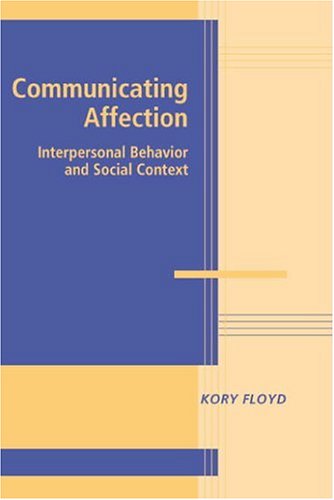 Communicating
Affection
Interpersonal Behavior
and Social Context
KORY FLOYD